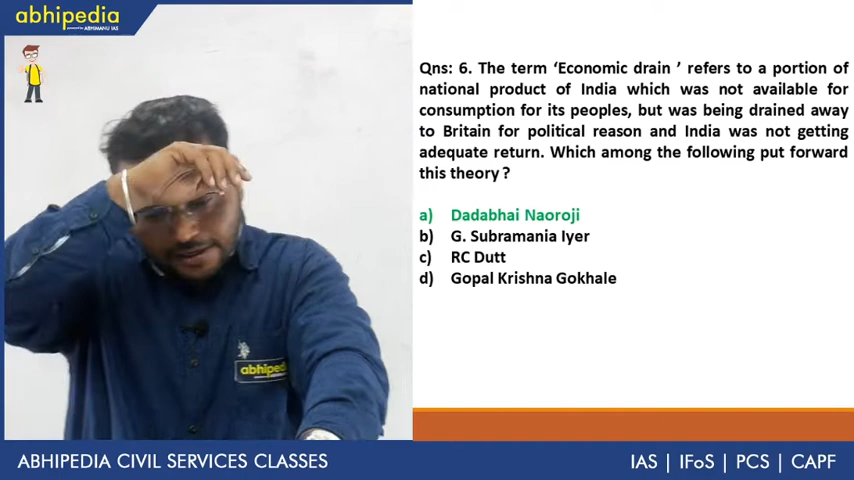 abhipedia
powered by ABHIMANU IAS
Qns: 6. The term ‘Economic drain ’ refers to a portion of
national product of India which was not available for
consumption for its peoples, but was being drained away
to Britain for political reason and India was not getting
adequate return. Which among the following put forward
this theory ?
a) Dadabhai Naoroji
b) G. Subramania Iyer
c) RC Dutt
d) Gopal Krishna Gokhale
abhipedia
ABHIPEDIA CIVIL SERVICES CLASSES
IAS | IFoS | PCS | CAPF